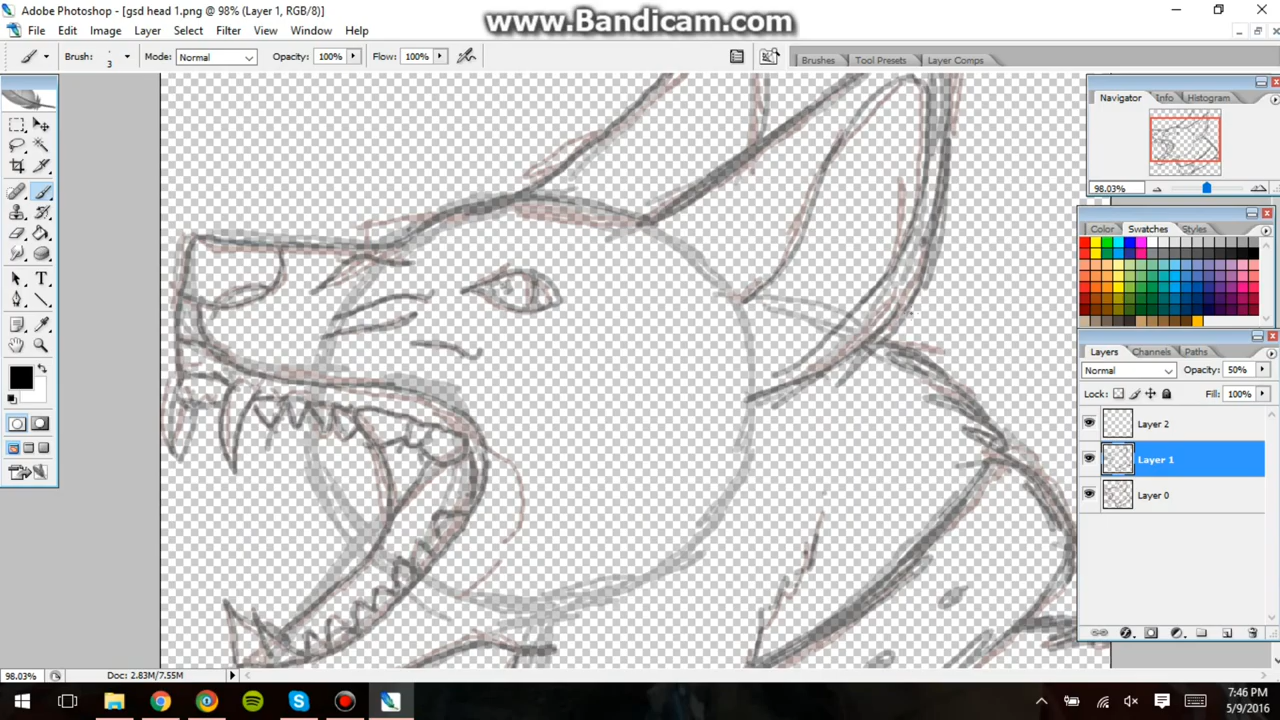 Adobe Photoshop - [gsd head 1.png @ 98% (Layer 1, RGB/8)]
www.Bandicam.com
File Edit Image Layer Select Filter View Window Help
Brush: 3 Mode: Normal Opacity: 100% Flow: 100% Brushes Tool Presets Layer Comps
Navigator Info Histogram
98.03%
Color Swatches Styles
Layers Channels Paths
Normal Opacity: 50%
Lock: Fill: 100%
Layer 2
Layer 1
Layer 0
98.03% Doc: 2.83M/7.55M
7:46 PM
5/9/2016